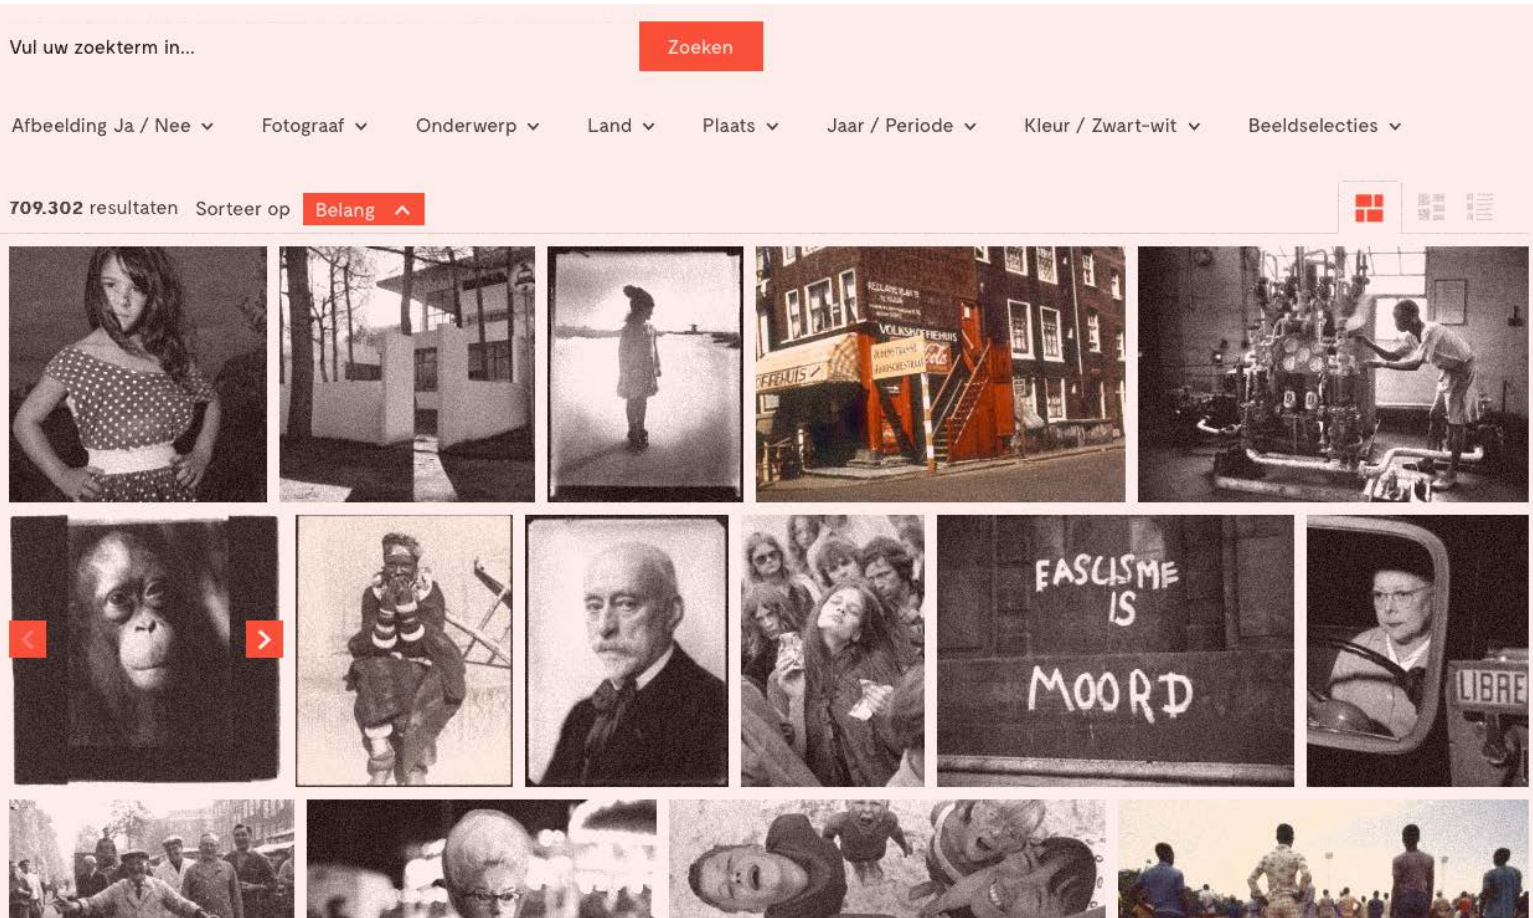 Vul uw zoekterm in...
Zoeken
Afbeelding Ja / Nee
Fotograaf
Onderwerp
Land
Plaats
Jaar / Periode
Kleur / Zwart-wit
Beeldselecties
709.302 resultaten
Sorteer op
Belang
VOLKSKOFFIEHUIS
FASCISME
IS
MOORD
LIBRE